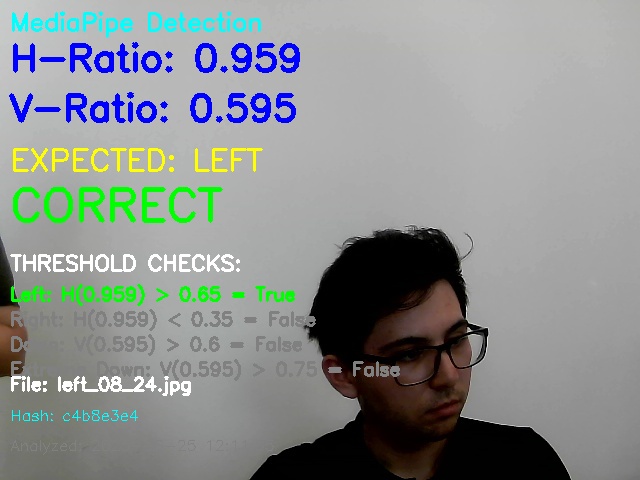 MediaPipe Detection
H-Ratio: 0.959
V-Ratio: 0.595
EXPECTED: LEFT
CORRECT
THRESHOLD CHECKS:
Left: H(0.959) > 0.65 = True
Right: H(0.959) < 0.35 = False
Down: V(0.595) > 0.6 = False
Down: V(0.595) > 0.75 = False
File: left_08_24.jpg
Hash: c4b8e3e4
Analyzed: